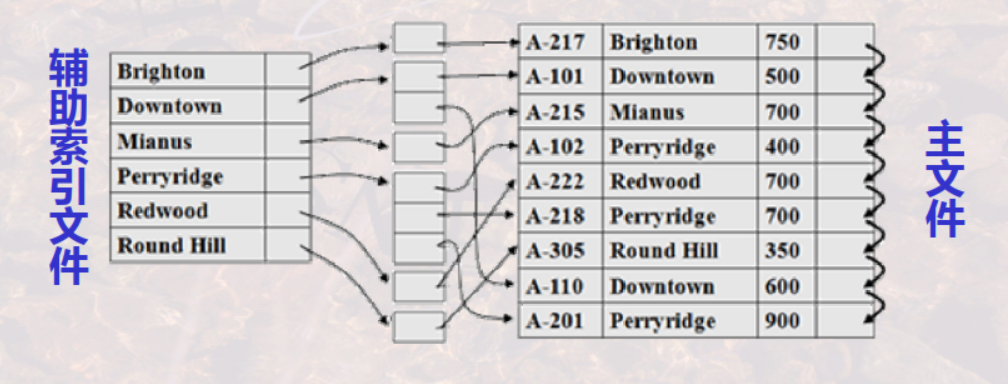 辅助索引文件
Brighton
Downtown
Mianus
Perryridge
Redwood
Round Hill
A-217 Brighton 750
A-101 Downtown 500
A-215 Mianus 700
A-102 Perryridge 400
A-222 Redwood 700
A-218 Perryridge 700
A-305 Round Hill 350
A-110 Downtown 600
A-201 Perryridge 900
主文件